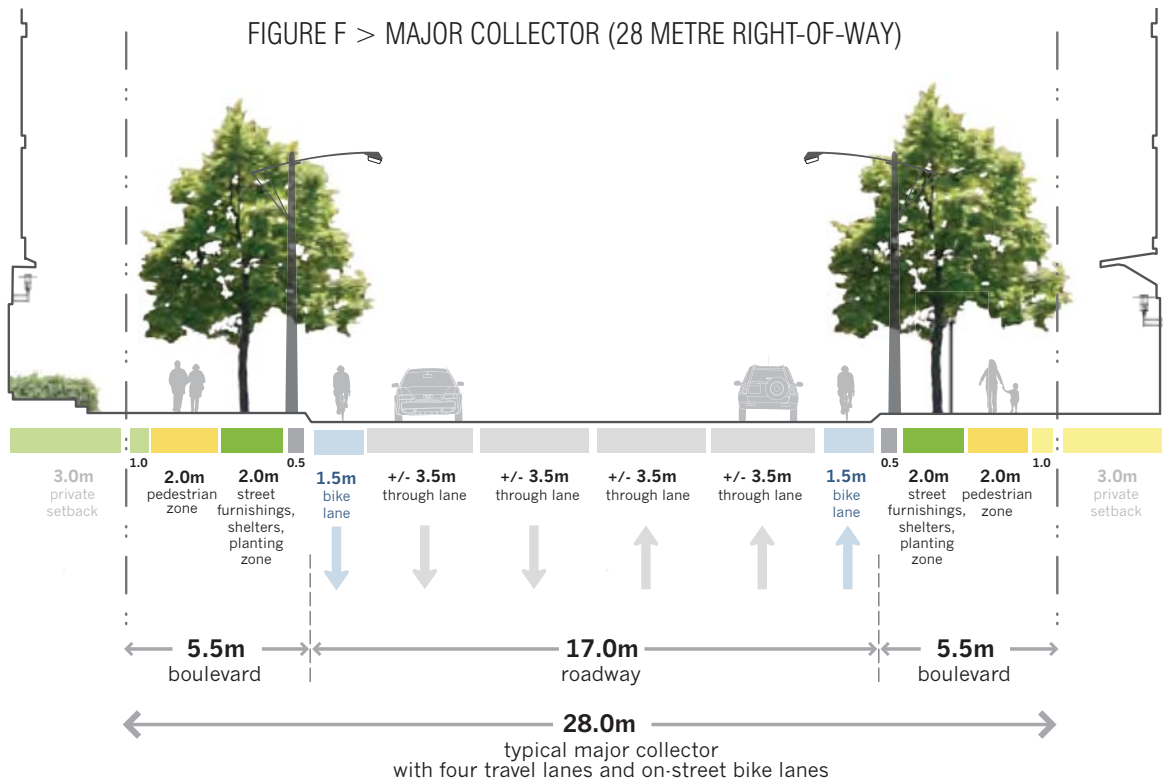 FIGURE F > MAJOR COLLECTOR (28 METRE RIGHT-OF-WAY)
3.0m
private
setback
1.0
2.0m
pedestrian
zone
2.0m
street
furnishings,
shelters,
planting
zone
0.5
1.5m
bike
lane
+/- 3.5m
through lane
+/- 3.5m
through lane
+/- 3.5m
through lane
+/- 3.5m
through lane
1.5m
bike
lane
0.5
2.0m
street
furnishings,
shelters,
planting
zone
2.0m
pedestrian
zone
1.0
3.0m
private
setback
5.5m
boulevard
17.0m
roadway
5.5m
boulevard
28.0m
typical major collector
with four travel lanes and on-street bike lanes